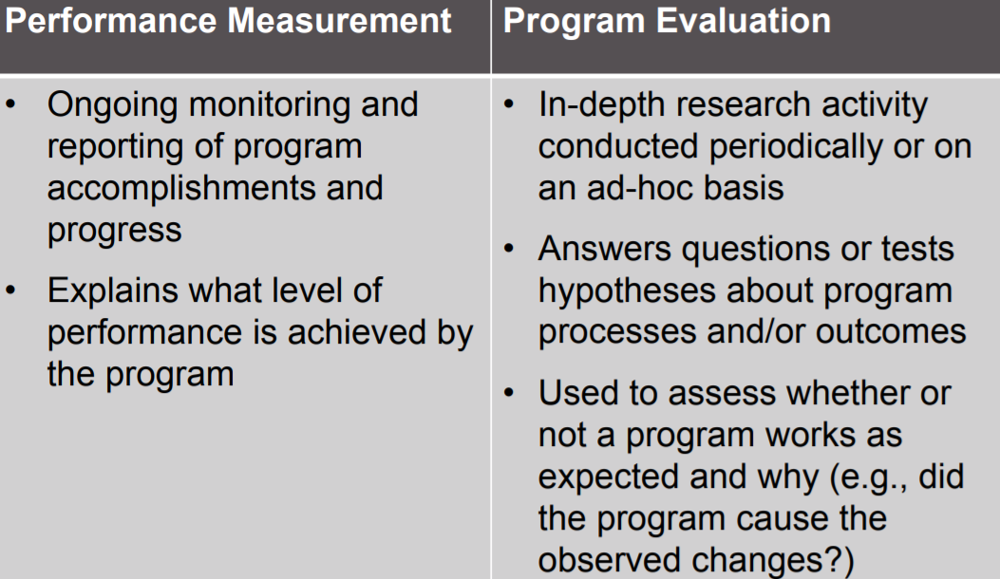 Performance Measurement
• Ongoing monitoring and
reporting of program
accomplishments and
progress
• Explains what level of
performance is achieved by
the program
Program Evaluation
• In-depth research activity
conducted periodically or on
an ad-hoc basis
• Answers questions or tests
hypotheses about program
processes and/or outcomes
• Used to assess whether or
not a program works as
expected and why (e.g., did
the program cause the
observed changes?)